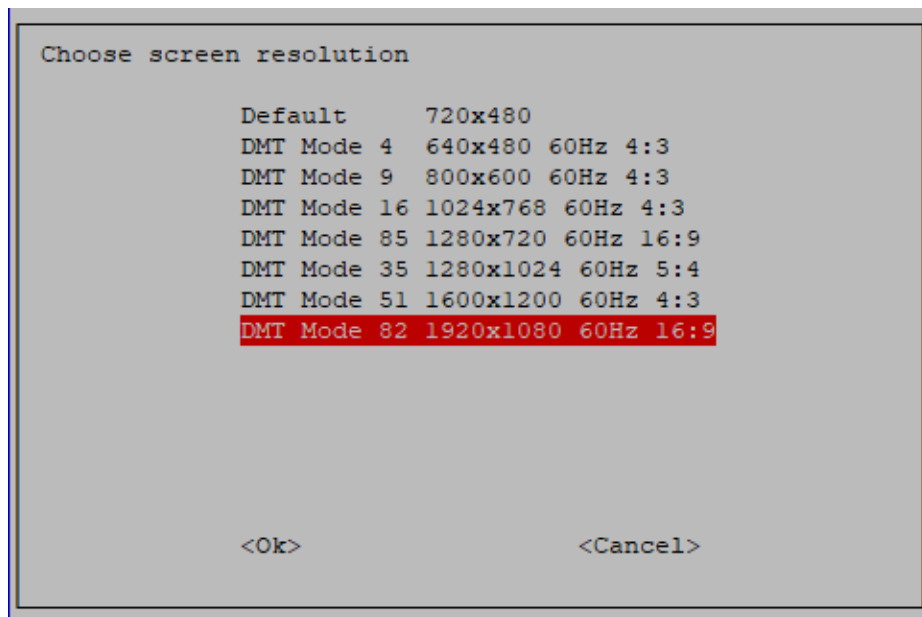 Choose screen resolution
Default 720x480
DMT Mode 4 640x480 60Hz 4:3
DMT Mode 9 800x600 60Hz 4:3
DMT Mode 16 1024x768 60Hz 4:3
DMT Mode 85 1280x720 60Hz 16:9
DMT Mode 35 1280x1024 60Hz 5:4
DMT Mode 51 1600x1200 60Hz 4:3
DMT Mode 82 1920x1080 60Hz 16:9
<Ok> <Cancel>